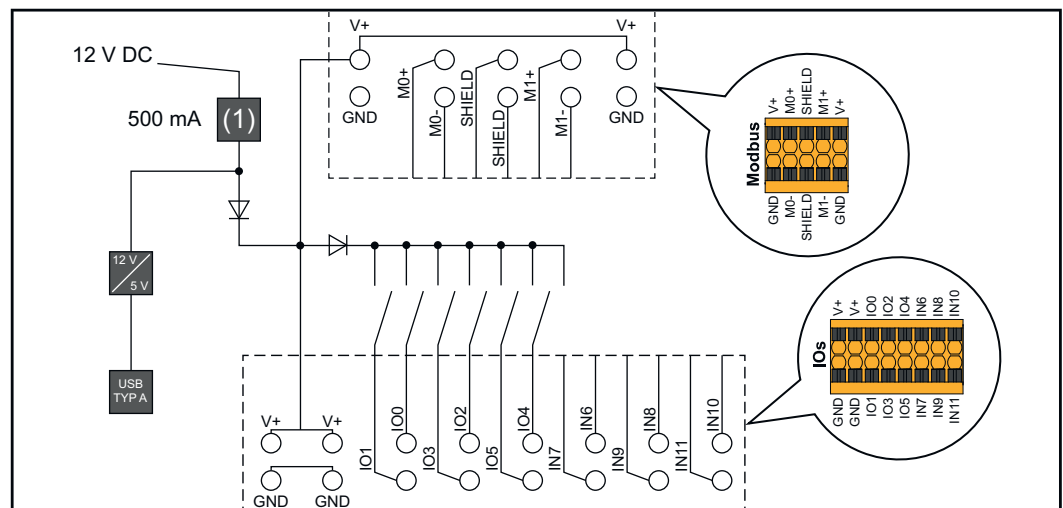 V+ V+
12 V DC
M0+ SHIELD M1+
500 mA (1)
GND M0- SHIELD M1- GND
V+ M0+ SHIELD M1+ V+
Modbus
GND M0- SHIELD M1- GND
12 V
5 V
USB
TYP A
V+ V+ IO0 IO2 IO4 IN6 IN8 IN10
IOs
GND GND IO1 IO3 IO5 IN7 IN9 IN11
V+ V+ IO0 IO2 IO4 IN6 IN8 IN10
IO1 IO3 IO5 IN7 IN9 IN11
GND GND